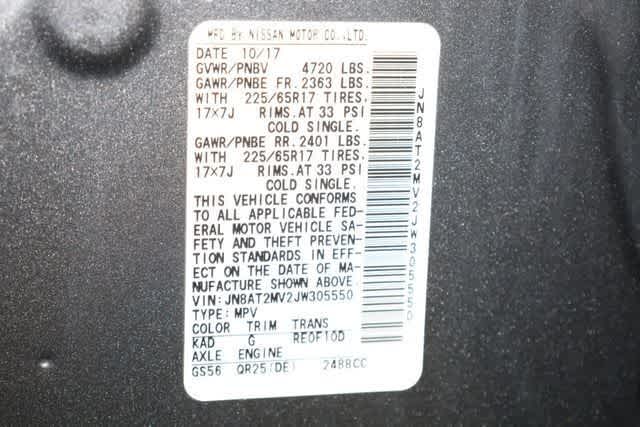 MFD BY NISSAN MOTOR CO.,LTD.
DATE 10/17
GVWR/PNBV 4720 LBS.
GAWR/PNBE FR.2363 LBS.
WITH 225/65R17 TIRES,
17×7J RIMS.AT 33 PSI
COLD SINGLE.
GAWR/PNBE RR.2401 LBS.
WITH 225/65R17 TIRES,
17×7J RIMS.AT 33 PSI
COLD SINGLE.
THIS VEHICLE CONFORMS
TO ALL APPLICABLE FED-
ERAL MOTOR VEHICLE SA-
FETY AND THEFT PREVEN-
TION STANDARDS IN EFF-
ECT ON THE DATE OF MA-
NUFACTURE SHOWN ABOVE.
VIN: JN8AT2MV2JW305550
TYPE: MPV
COLOR TRIM TRANS
KAD G RE0F10D
AXLE ENGINE
GS56 QR25(DE) 2488CC
JN8AT2MV2JW305550